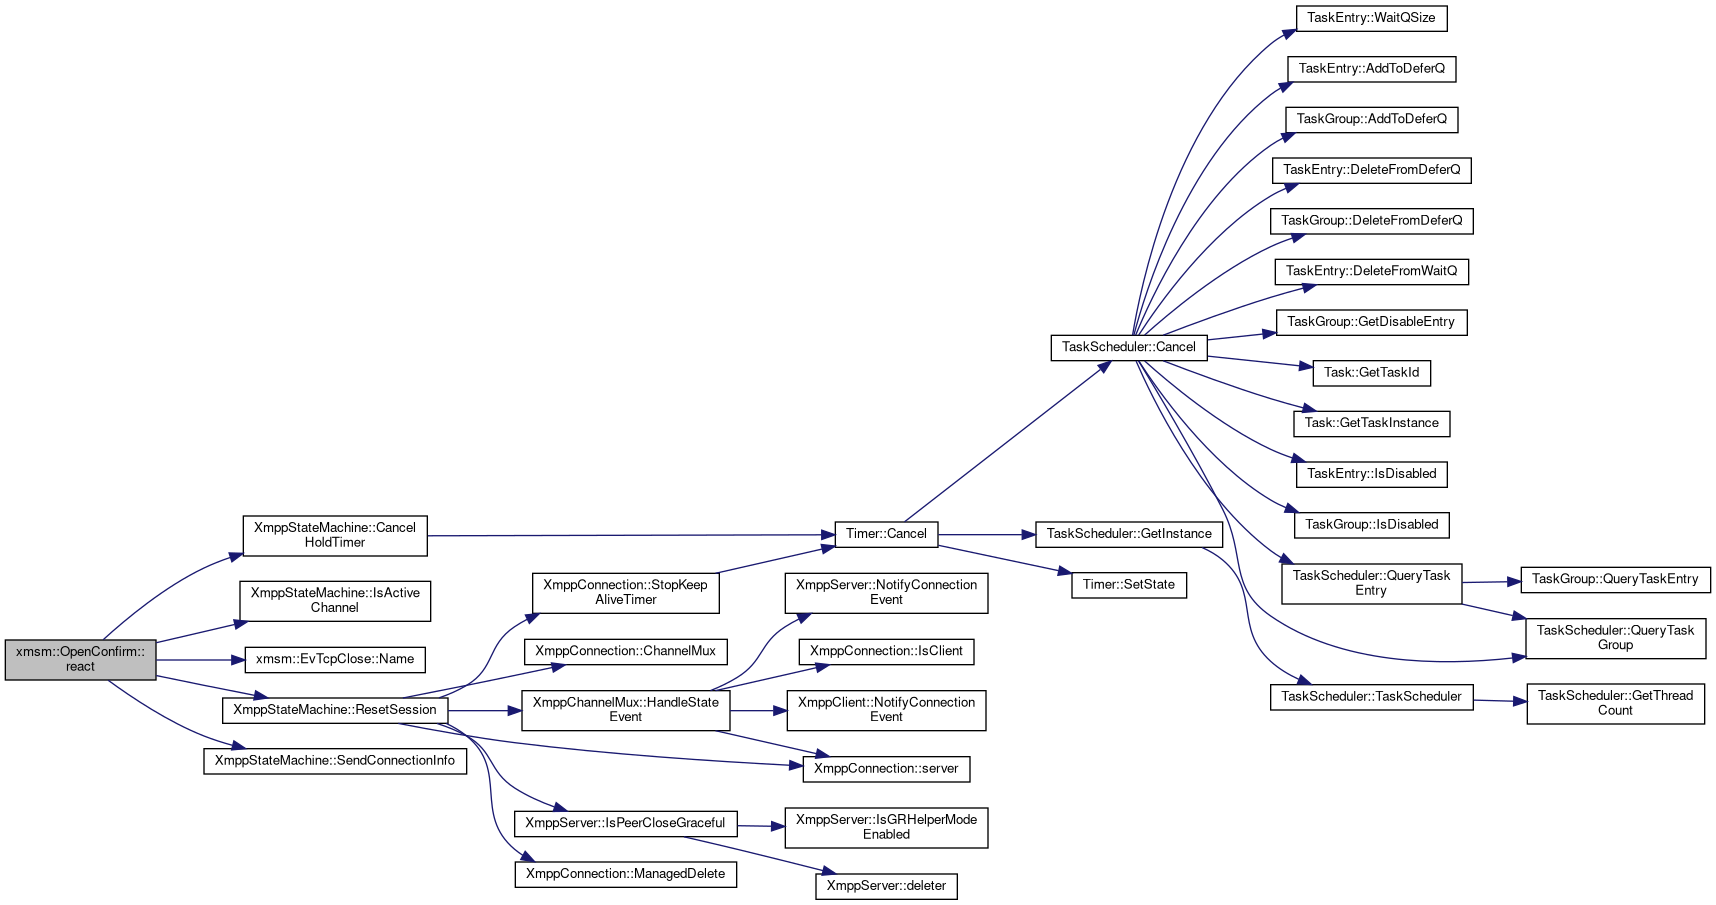 TaskEntry::WaitQSize
TaskEntry::AddToDeferQ
TaskGroup::AddToDeferQ
TaskEntry::DeleteFromDeferQ
TaskGroup::DeleteFromDeferQ
TaskEntry::DeleteFromWaitQ
TaskGroup::GetDisableEntry
TaskScheduler::Cancel
Task::GetTaskId
Task::GetTaskInstance
TaskEntry::IsDisabled
TaskGroup::IsDisabled
XmppStateMachine::Cancel
HoldTimer
Timer::Cancel
TaskScheduler::GetInstance
TaskScheduler::QueryTask
Entry
TaskGroup::QueryTaskEntry
XmppStateMachine::IsActive
Channel
XmppConnection::StopKeep
AliveTimer
XmppServer::NotifyConnection
Event
Timer::SetState
TaskScheduler::QueryTask
Group
xmsm::OpenConfirm::
react
xmsm::EvTcpClose::Name
XmppConnection::ChannelMux
XmppConnection::IsClient
XmppStateMachine::ResetSession
XmppChannelMux::HandleState
Event
XmppClient::NotifyConnection
Event
TaskScheduler::TaskScheduler
TaskScheduler::GetThread
Count
XmppStateMachine::SendConnectionInfo
XmppConnection::server
XmppServer::IsPeerCloseGraceful
XmppServer::IsGRHelperMode
Enabled
XmppConnection::ManagedDelete
XmppServer::deleter